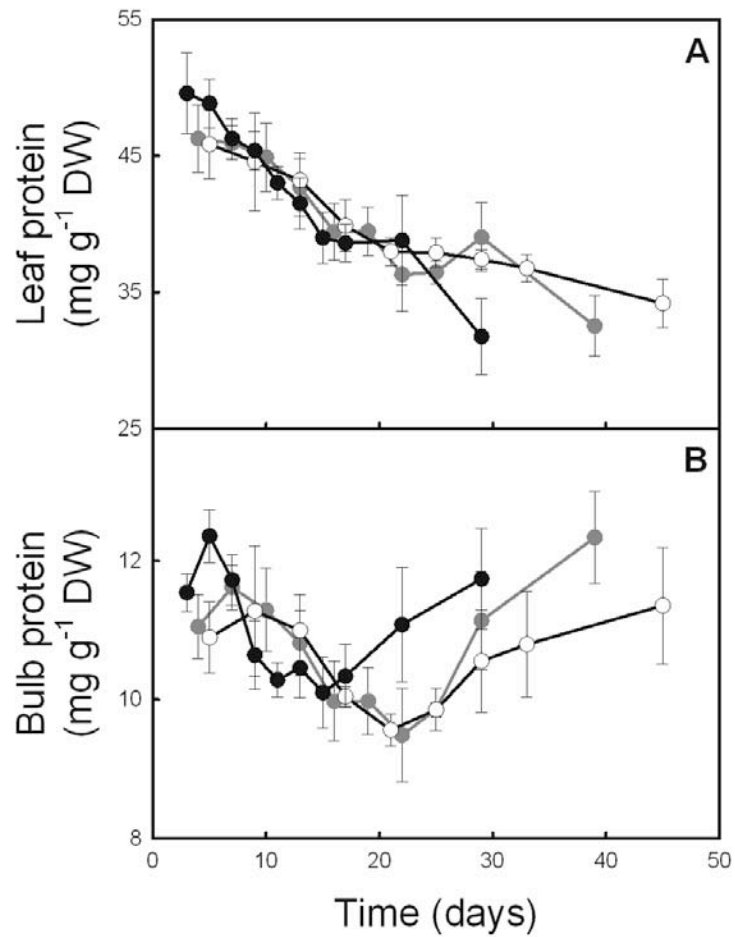 55
A
45
Leaf protein
(mg g⁻¹ DW)
35
25
B
12
Bulb protein
(mg g⁻¹ DW)
10
8
0 10 20 30 40 50
Time (days)